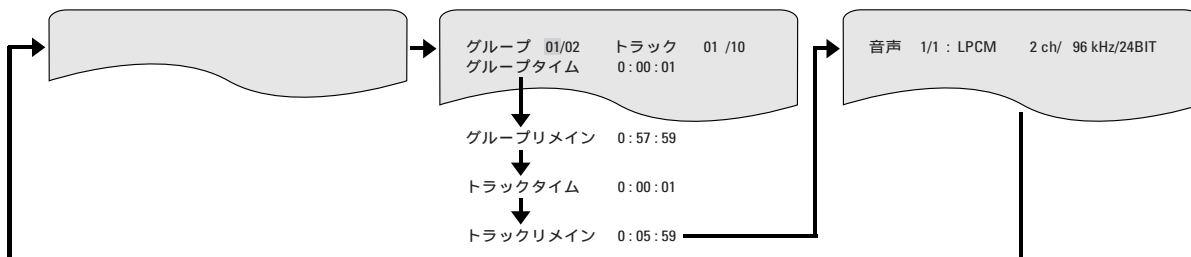 グループ 01/02 トラック 01 /10
グループタイム 0:00:01
グループリメイン 0:57:59
トラックタイム 0:00:01
トラックリメイン 0:05:59
音声 1/1 : LPCM 2 ch/ 96 kHz/24BIT